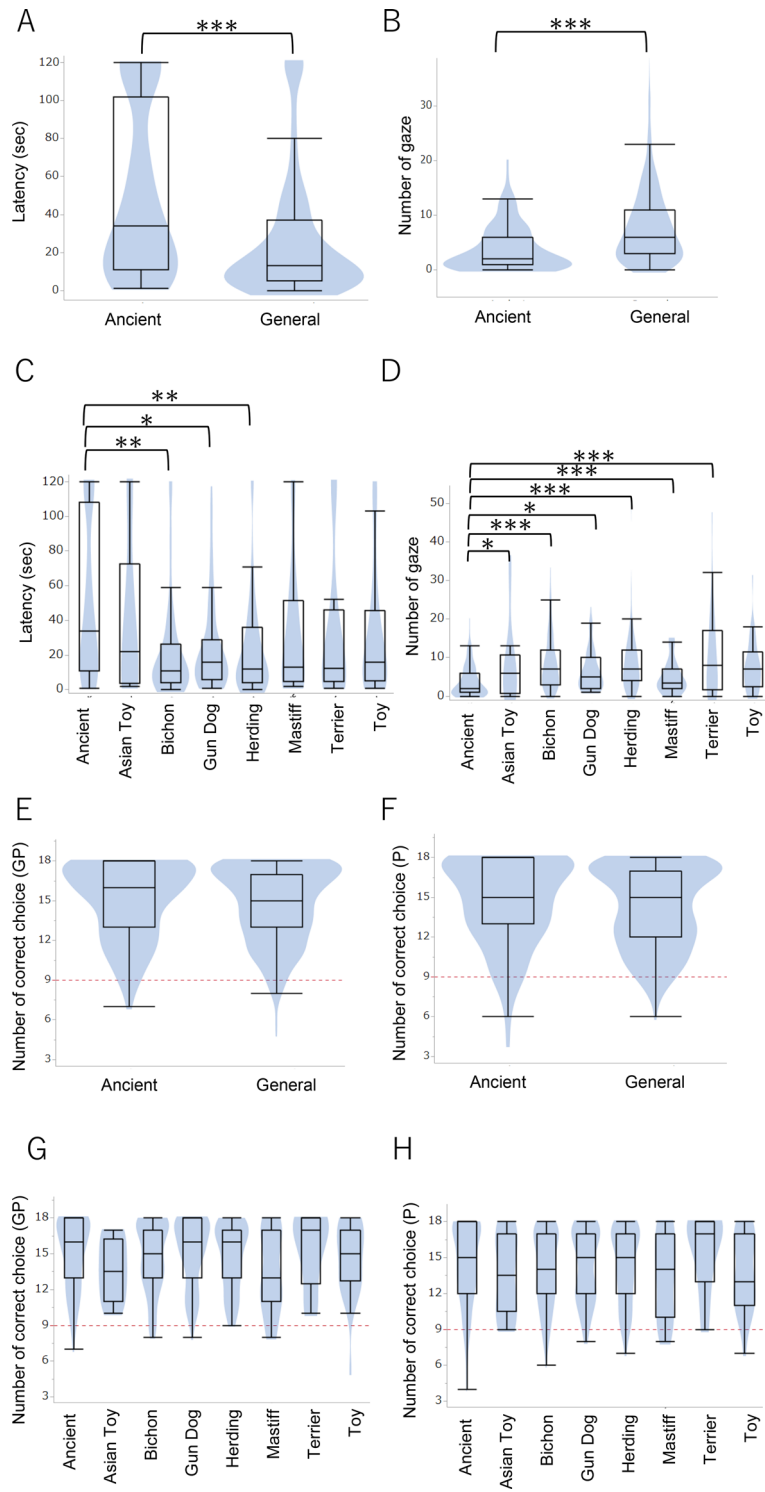 A
***
120
100
80
60
40
20
0
Latency (sec)
Ancient
General
B
***
30
20
10
0
Number of gaze
Ancient
General
C
**
*
**
120
100
80
60
40
20
0
Latency (sec)
Ancient
Asian Toy
Bichon
Gun Dog
Herding
Mastiff
Terrier
Toy
D
***
***
***
*
***
*
50
40
30
20
10
0
Number of gaze
Ancient
Asian Toy
Bichon
Gun Dog
Herding
Mastiff
Terrier
Toy
E
18
15
12
9
6
3
Number of correct choice (GP)
Ancient
General
F
18
15
12
9
6
3
Number of correct choice (P)
Ancient
General
G
18
15
12
9
6
3
Number of correct choice (GP)
Ancient
Asian Toy
Bichon
Gun Dog
Herding
Mastiff
Terrier
Toy
H
18
15
12
9
6
3
Number of correct choice (P)
Ancient
Asian Toy
Bichon
Gun Dog
Herding
Mastiff
Terrier
Toy